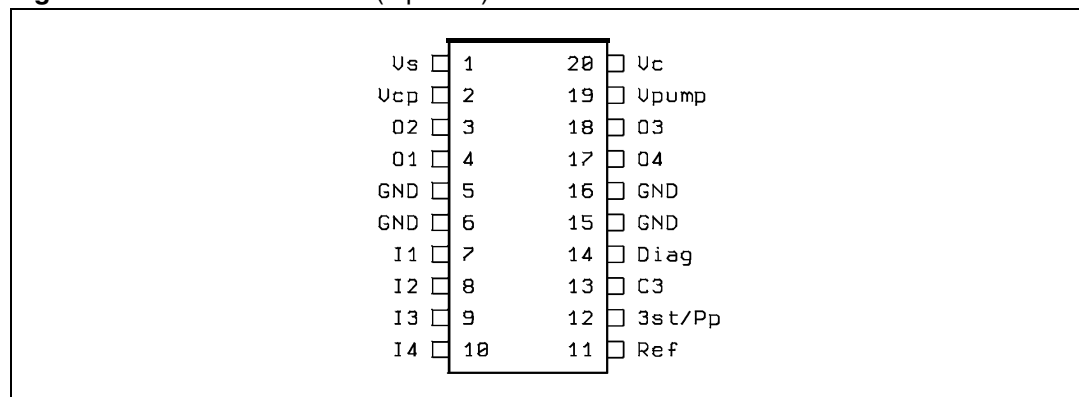 Vs 1 20 Vc
Vcp 2 19 Vpump
O2 3 18 O3
O1 4 17 O4
GND 5 16 GND
GND 6 15 GND
I1 7 14 Diag
I2 8 13 C3
I3 9 12 3st/Pp
I4 10 11 Ref